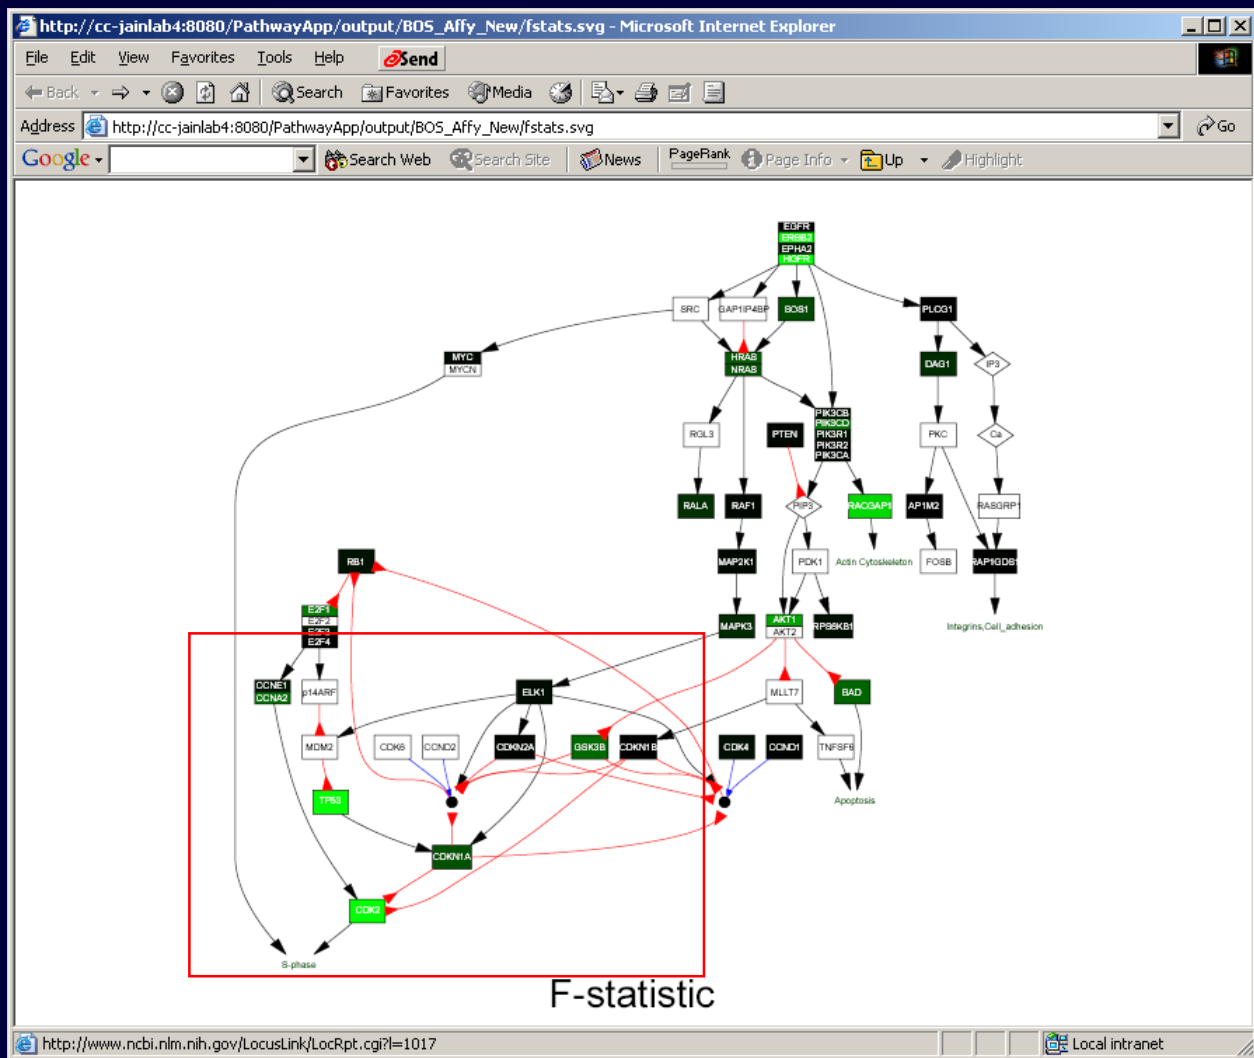 http://cc-jainlab4:8080/PathwayApp/output/BOS_Affy_New/fstats.svg - Microsoft Internet Explorer
File Edit View Favorites Tools Help eSend
Back Search Favorites Media
Address http://cc-jainlab4:8080/PathwayApp/output/BOS_Affy_New/fstats.svg Go
Google Search Web Search Site News PageRank Page Info Up Highlight
EGFR
ERBB2
EPHA2
HGFR
SRC GAP1IP4BP SOS1 PLCG1
MYC
MYCN
HRAS
NRAS
DAG1 IP3
PIK3CB
PIK3CD
PIK3R1
PIK3R2
PIK3CA
RGL3 PTEN PKC Ca
RALA RAF1 PIP3 RACGAP1 AP1M2 RASGRP1
RB1 MAP2K1 PDK1 Actin Cytoskeleton FOSB RAP1GDS1
E2F1
E2F2
E2F3
E2F4
MAPK3
AKT1
AKT2
RPS6KB1 Integrins,Cell_adhesion
CCNE1
CCNA2
p14ARF ELK1 MLLT7 BAD
MDM2 CDK6 CCND2 CDKN2A GSK3B CDKN1B CDK4 CCND1 TNFSF6
TP53 Apoptosis
CDKN1A
CDK2
S-phase
F-statistic
http://www.ncbi.nlm.nih.gov/LocusLink/LocRpt.cgi?l=1017 Local intranet